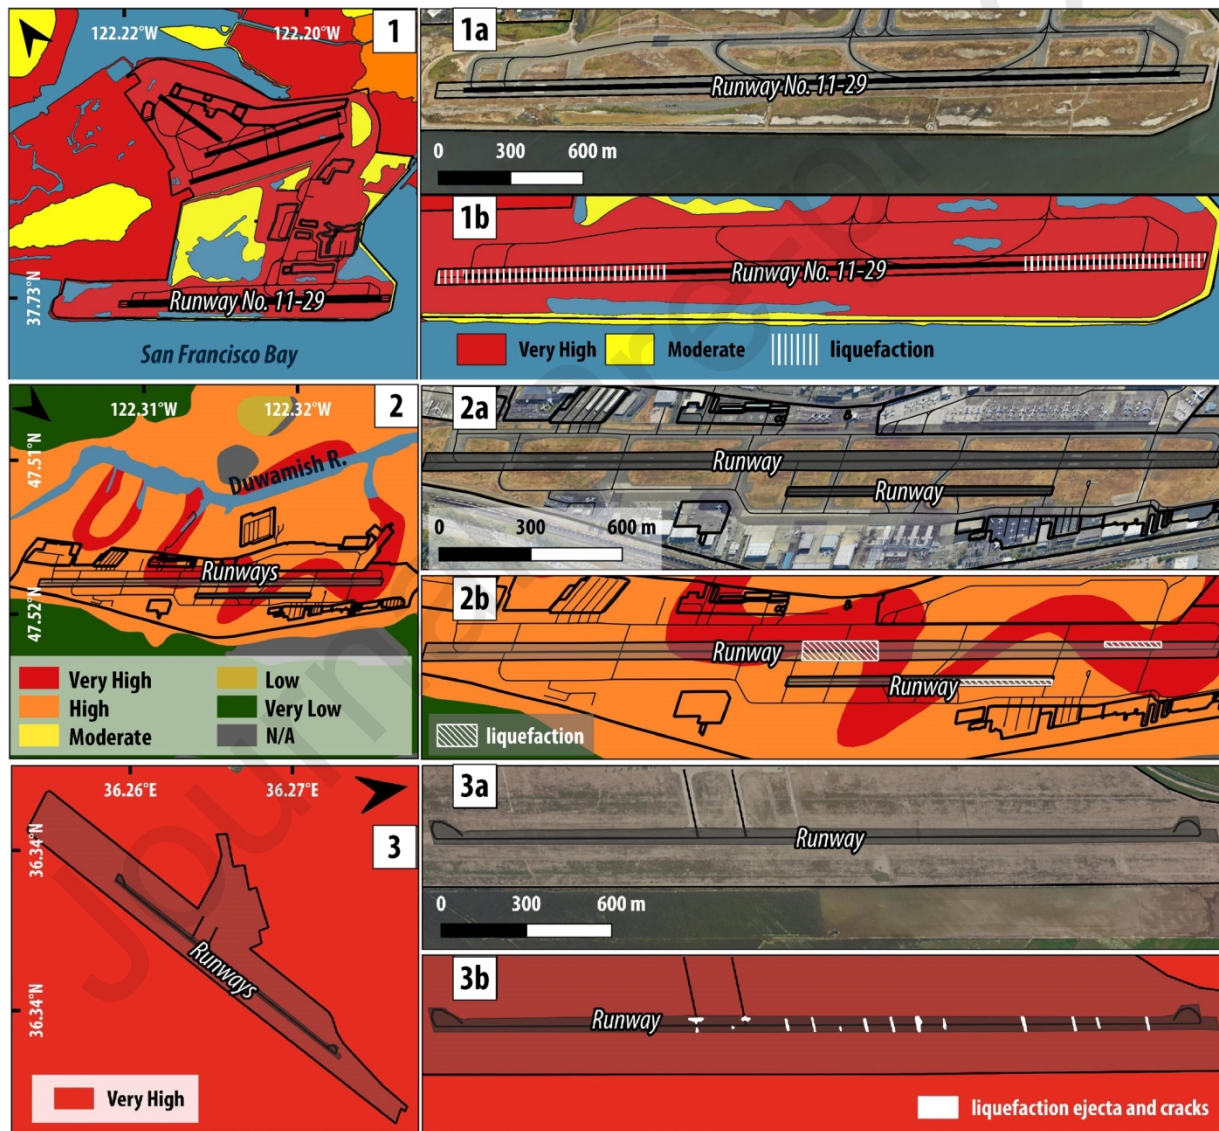 122.22°W
122.20°W
1
37.73°N
Runway No. 11-29
San Francisco Bay
1a
Runway No. 11-29
0 300 600 m
1b
Runway No. 11-29
Very High Moderate liquefaction
122.31°W
122.32°W
2
47.51°N
Duwamish R.
47.52°N
Runways
Very High
High
Moderate
Low
Very Low
N/A
2a
Runway
Runway
0 300 600 m
2b
Runway
Runway
liquefaction
36.26°E
36.27°E
3
36.34°N
36.34°N
Runways
Very High
3a
Runway
0 300 600 m
3b
Runway
liquefaction ejecta and cracks